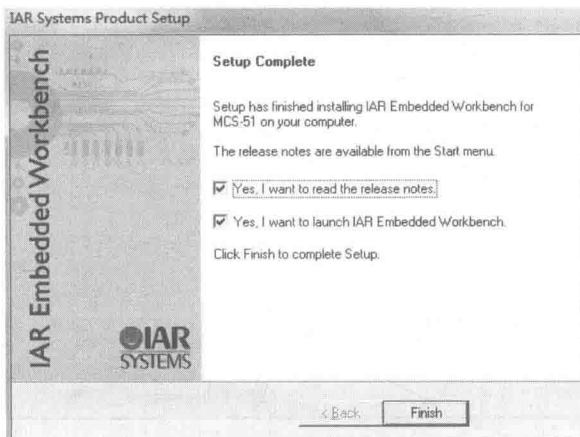 IAR Systems Product Setup
IAR Embedded Workbench
Setup Complete
Setup has finished installing IAR Embedded Workbench for
MCS-51 on your computer.
The release notes are available from the Start menu.
Yes, I want to read the release notes.
Yes, I want to launch IAR Embedded Workbench.
Click Finish to complete Setup.
IAR
SYSTEMS
< Back
Finish